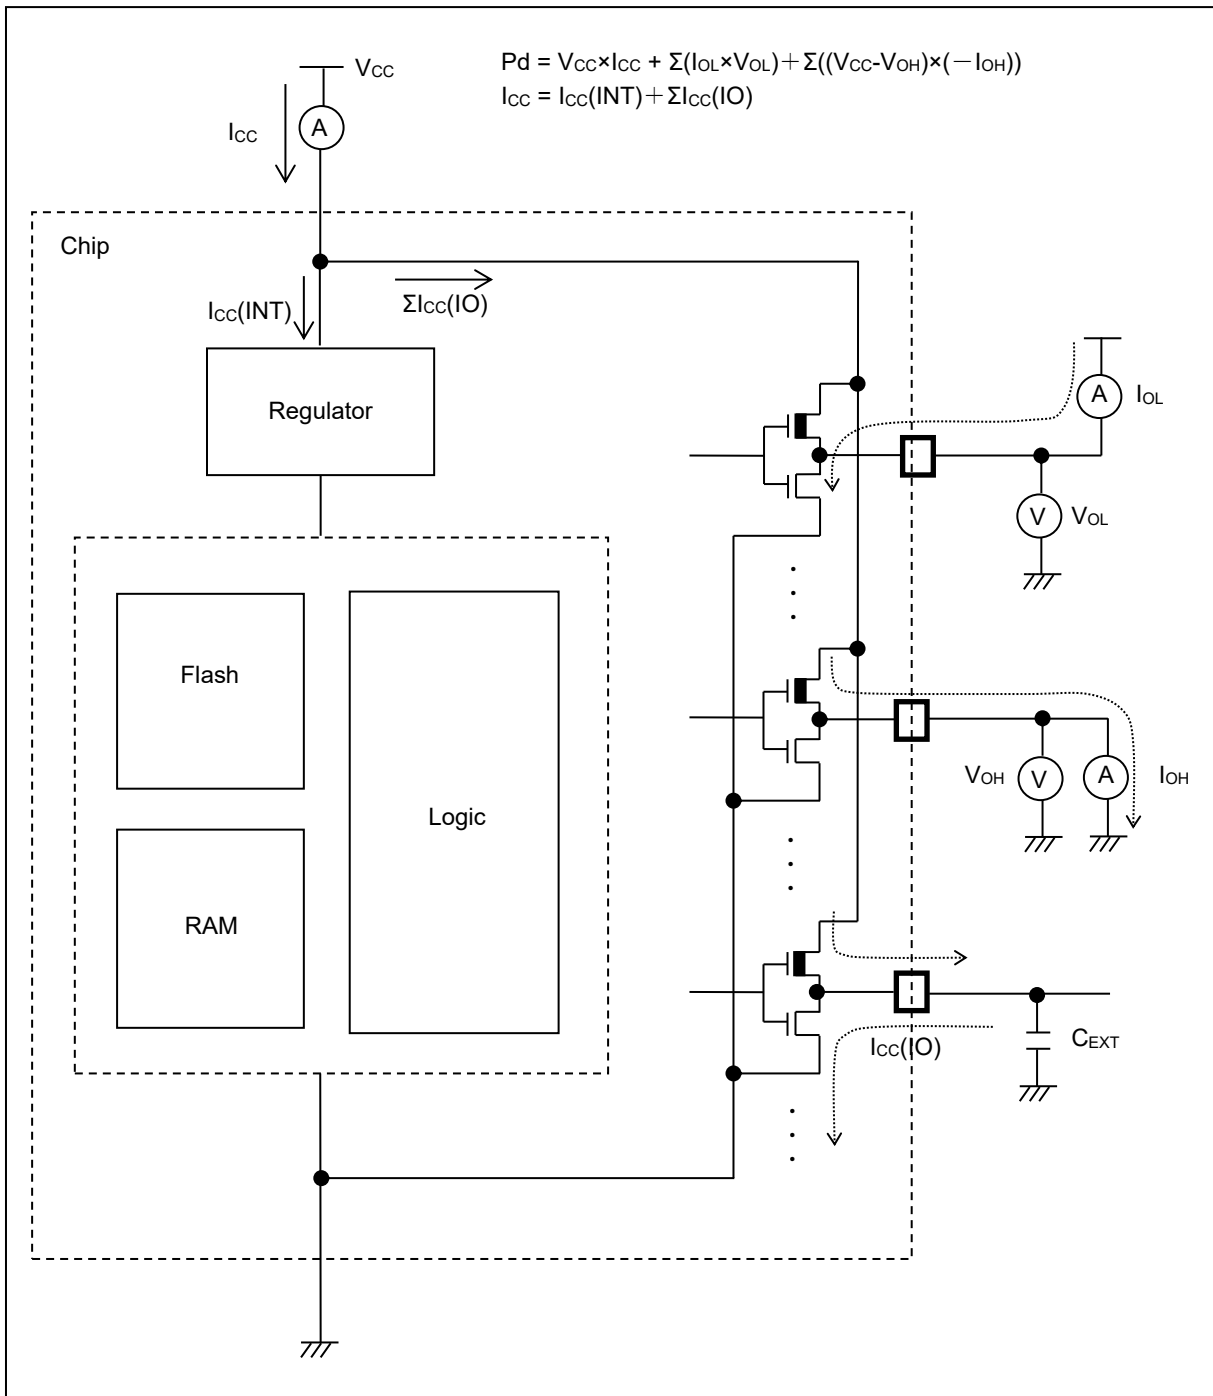 Pd = VCC×ICC + Σ(IOL×VOL)+Σ((VCC-VOH)×(-IOH))
ICC = ICC(INT)+ΣICC(IO)
VCC
ICC
A
Chip
ICC(INT)
ΣICC(IO)
Regulator
A
IOL
V
VOL
Flash
Logic
VOH
V
A
IOH
RAM
ICC(IO)
CEXT